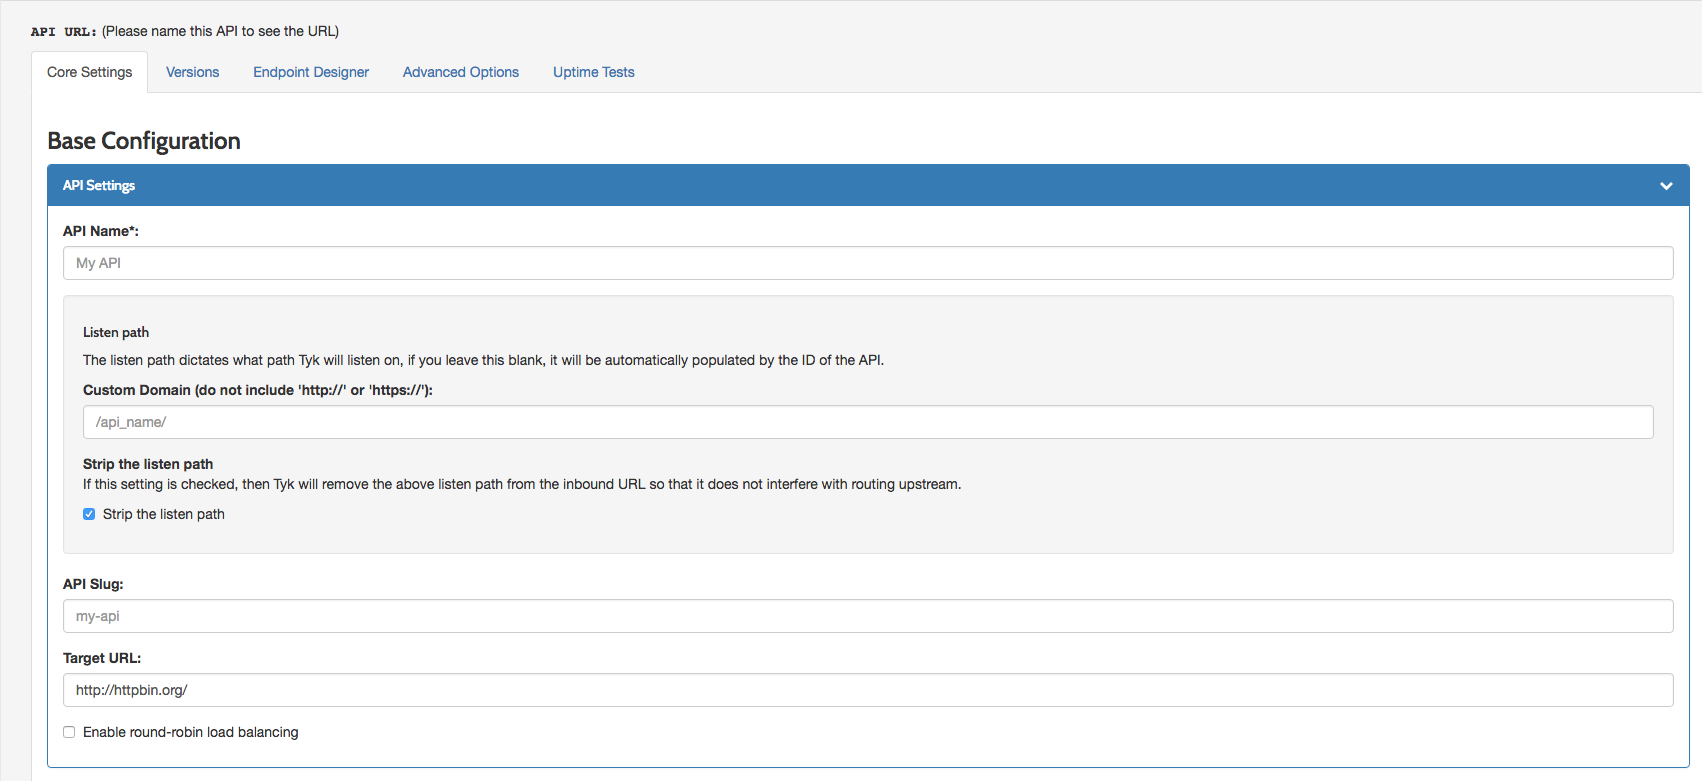 API URL: (Please name this API to see the URL)
Core Settings Versions Endpoint Designer Advanced Options Uptime Tests
Base Configuration
API Settings
API Name*:
My API
Listen path
The listen path dictates what path Tyk will listen on, if you leave this blank, it will be automatically populated by the ID of the API.
Custom Domain (do not include 'http://' or 'https://'):
/api_name/
Strip the listen path
If this setting is checked, then Tyk will remove the above listen path from the inbound URL so that it does not interfere with routing upstream.
Strip the listen path
API Slug:
my-api
Target URL:
http://httpbin.org/
Enable round-robin load balancing